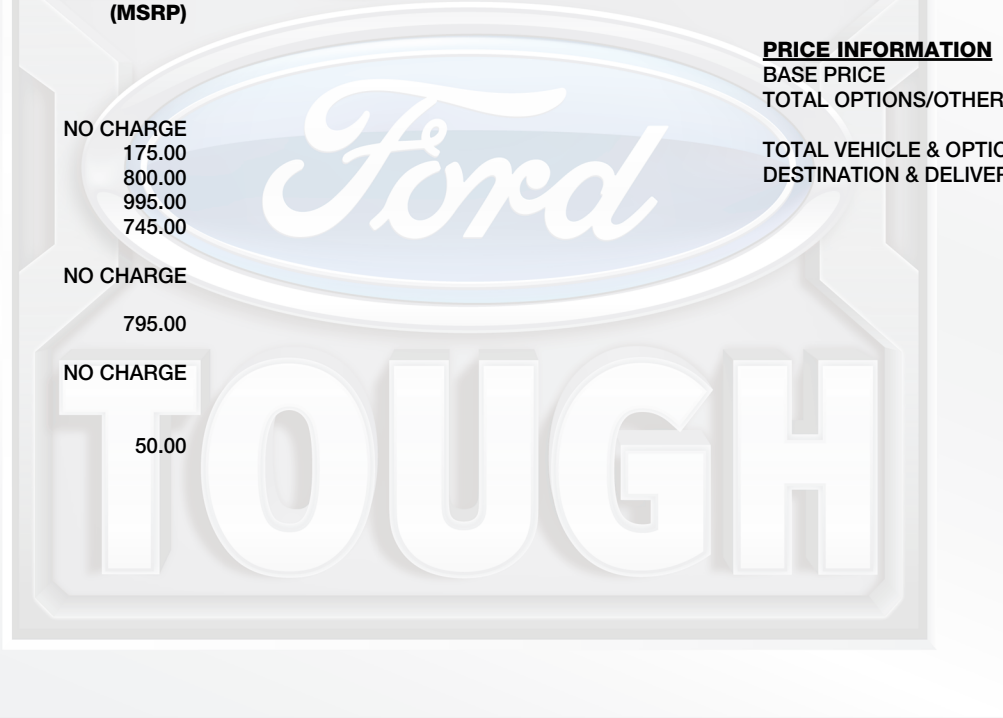 (MSRP)
NO CHARGE
175.00
800.00
995.00
745.00
NO CHARGE
795.00
NO CHARGE
50.00
PRICE INFORMATION
BASE PRICE
TOTAL OPTIONS/OTHER
TOTAL VEHICLE & OPTIO
DESTINATION & DELIVER
Ford
TOUGH